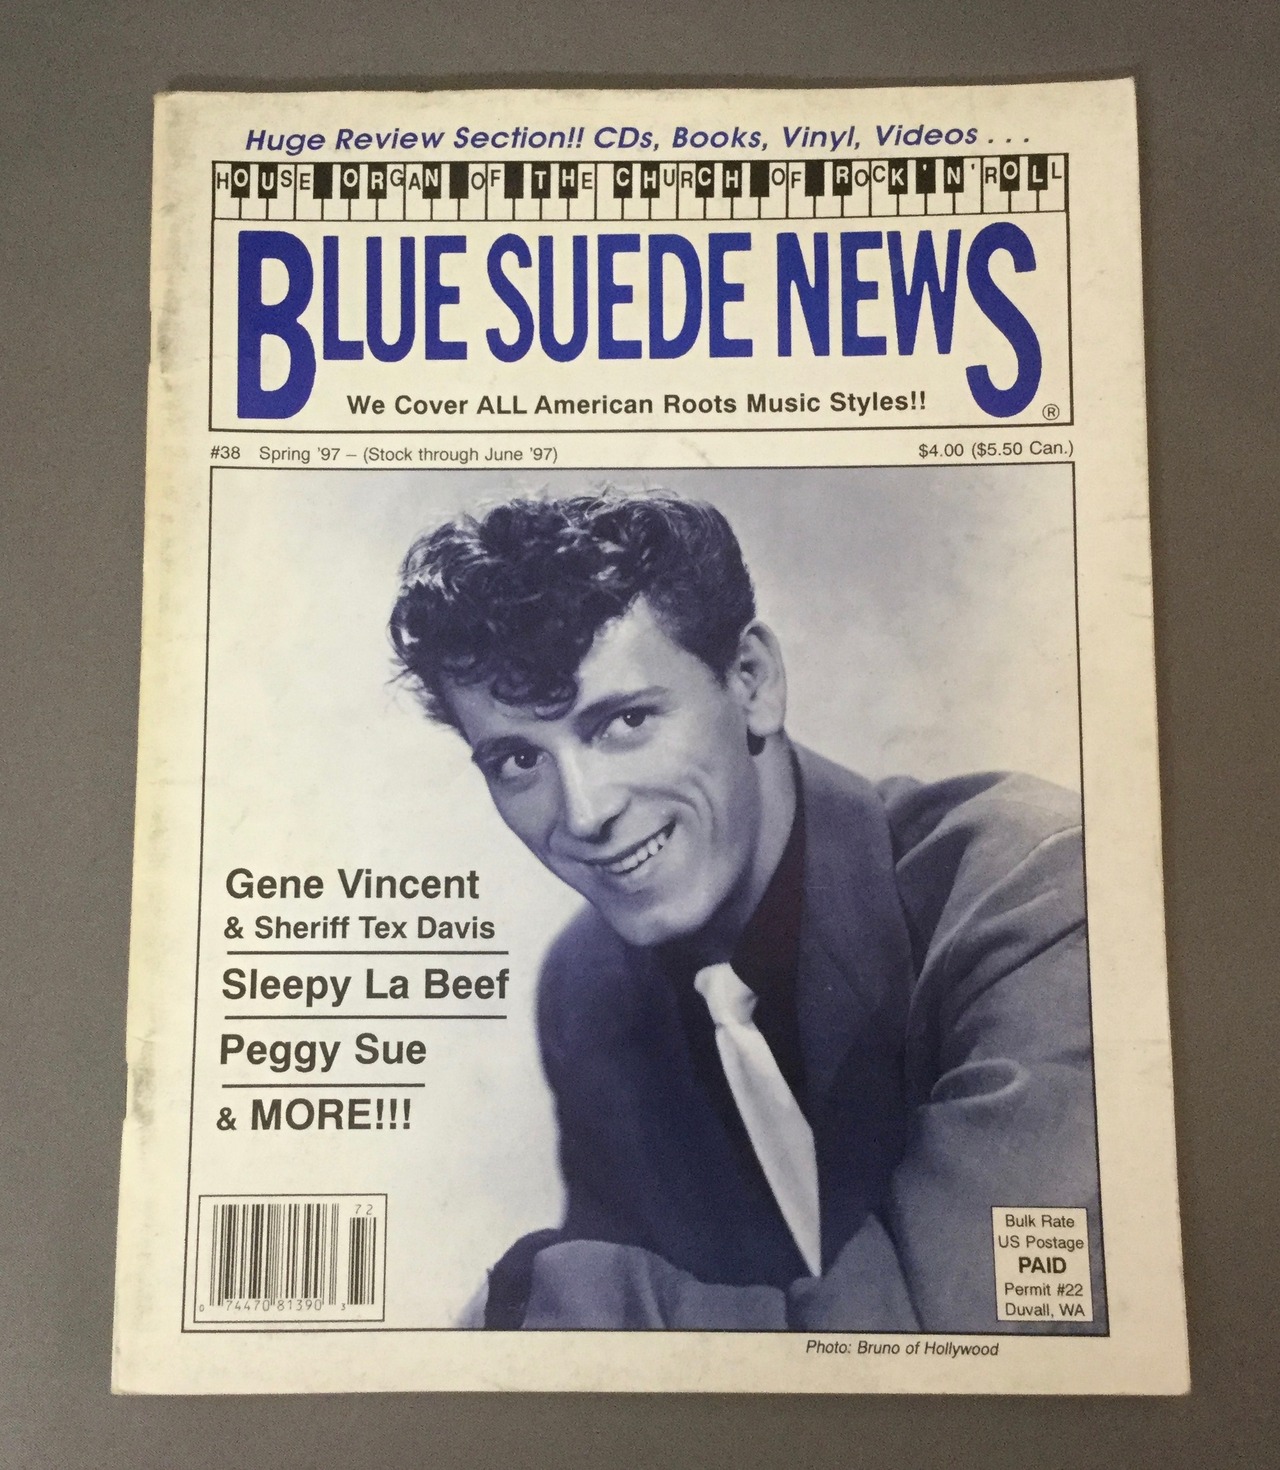 Huge Review Section!! CDs, Books, Vinyl, Videos . . .
HOUSE ORGAN OF THE CHURCH OF ROCK 'N' ROLL
BLUE SUEDE NEWS
We Cover ALL American Roots Music Styles!!
®
#38 Spring '97 – (Stock through June '97)
$4.00 ($5.50 Can.)
Gene Vincent
& Sheriff Tex Davis
Sleepy La Beef
Peggy Sue
& MORE!!!
72
0 74470 81390 3
Bulk Rate
US Postage
PAID
Permit #22
Duvall, WA
Photo: Bruno of Hollywood